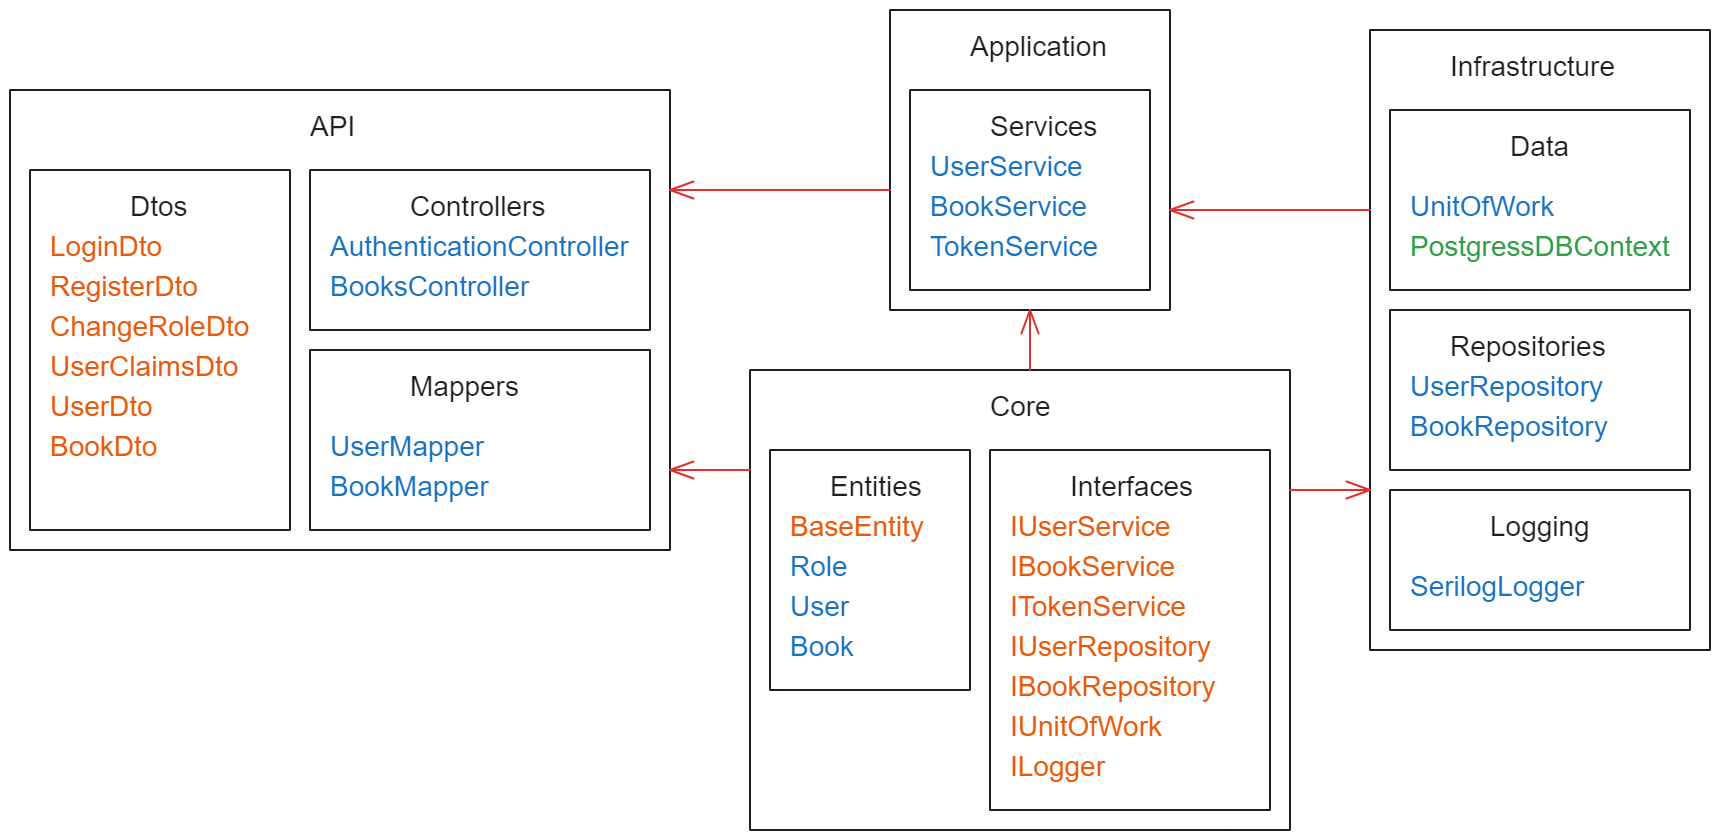 API
Dtos
LoginDto
RegisterDto
ChangeRoleDto
UserClaimsDto
UserDto
BookDto
Controllers
AuthenticationController
BooksController
Mappers
UserMapper
BookMapper
Application
Services
UserService
BookService
TokenService
Core
Entities
BaseEntity
Role
User
Book
Interfaces
IUserService
IBookService
ITokenService
IUserRepository
IBookRepository
IUnitOfWork
ILogger
Infrastructure
Data
UnitOfWork
PostgressDBContext
Repositories
UserRepository
BookRepository
Logging
SerilogLogger